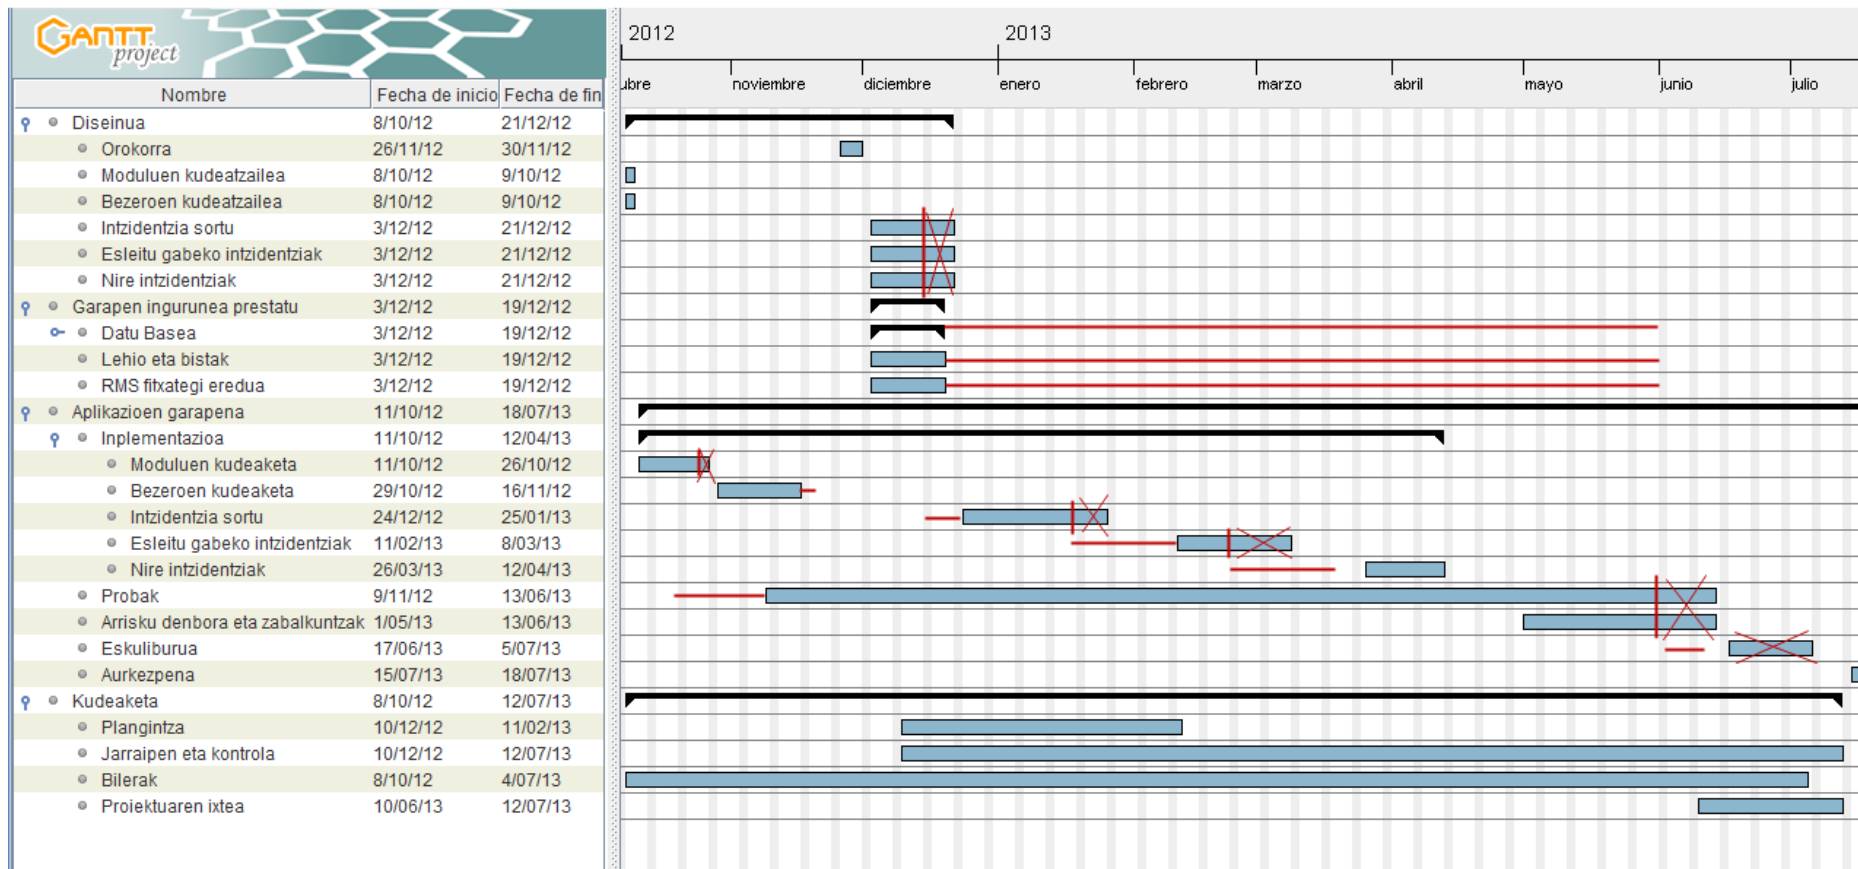 GANTT
project
2012 2013
ubre noviembre diciembre enero febrero marzo abril mayo junio julio
Nombre Fecha de inicio Fecha de fin
Diseinua 8/10/12 21/12/12
Orokorra 26/11/12 30/11/12
Moduluen kudeatzailea 8/10/12 9/10/12
Bezeroen kudeatzailea 8/10/12 9/10/12
Intzidentzia sortu 3/12/12 21/12/12
Esleitu gabeko intzidentziak 3/12/12 21/12/12
Nire intzidentziak 3/12/12 21/12/12
Garapen ingurunea prestatu 3/12/12 19/12/12
Datu Basea 3/12/12 19/12/12
Lehio eta bistak 3/12/12 19/12/12
RMS fitxategi eredua 3/12/12 19/12/12
Aplikazioen garapena 11/10/12 18/07/13
Inplementazioa 11/10/12 12/04/13
Moduluen kudeaketa 11/10/12 26/10/12
Bezeroen kudeaketa 29/10/12 16/11/12
Intzidentzia sortu 24/12/12 25/01/13
Esleitu gabeko intzidentziak 11/02/13 8/03/13
Nire intzidentziak 26/03/13 12/04/13
Probak 9/11/12 13/06/13
Arrisku denbora eta zabalkuntzak 1/05/13 13/06/13
Eskuliburua 17/06/13 5/07/13
Aurkezpena 15/07/13 18/07/13
Kudeaketa 8/10/12 12/07/13
Plangintza 10/12/12 11/02/13
Jarraipen eta kontrola 10/12/12 12/07/13
Bilerak 8/10/12 4/07/13
Proiektuaren ixtea 10/06/13 12/07/13